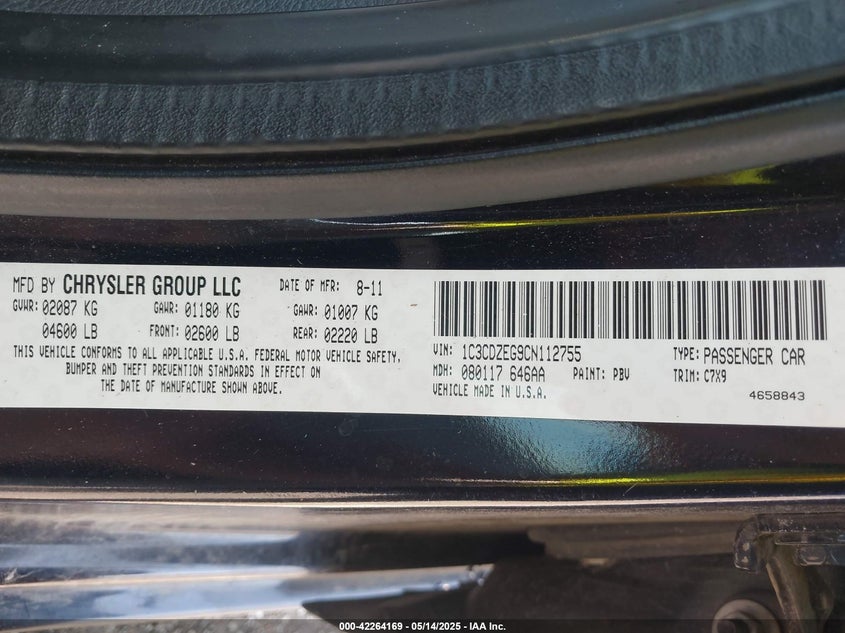 MFD BY CHRYSLER GROUP LLC DATE OF MFR: 8-11
GVWR: 02087 KG GAWR: 01180 KG GAWR: 01007 KG
04600 LB FRONT: 02600 LB REAR: 02220 LB
THIS VEHICLE CONFORMS TO ALL APPLICABLE U.S.A. FEDERAL MOTOR VEHICLE SAFETY,
BUMPER AND THEFT PREVENTION STANDARDS IN EFFECT ON
THE DATE OF MANUFACTURE SHOWN ABOVE.
VIN: 1C3CDZEG9CN112755 TYPE: PASSENGER CAR
MDH: 080117 646AA PAINT: PBV TRIM: C7X9
VEHICLE MADE IN U.S.A. 4658843
000-42264169 — 05/14/2025 — IAA Inc.